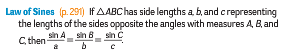 Law of Sines (p. 291) If △ABC has side lengths a, b, and c representing
the lengths of the sides opposite the angles with measures A, B, and
C, then sin A/a = sin B/b = sin C/c.